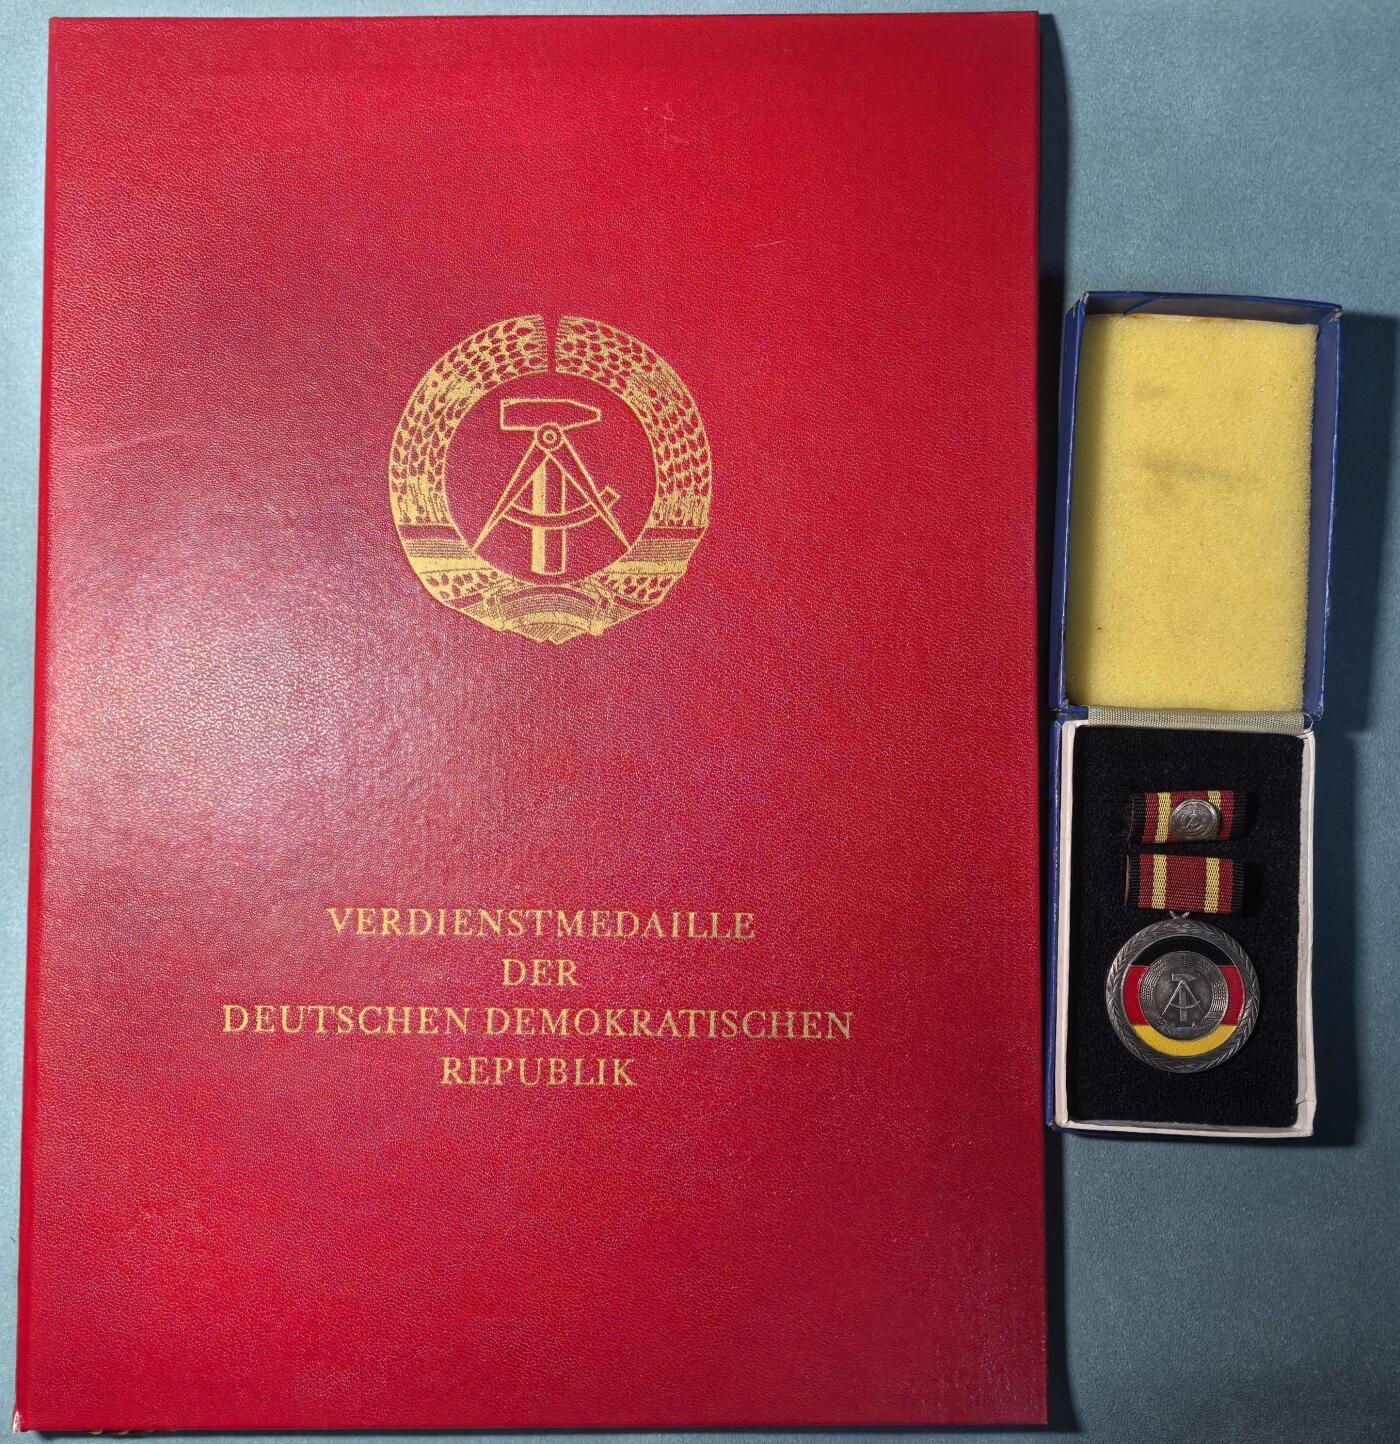 VERDIENSTMEDAILLE
DER
DEUTSCHEN DEMOKRATISCHEN
REPUBLIK